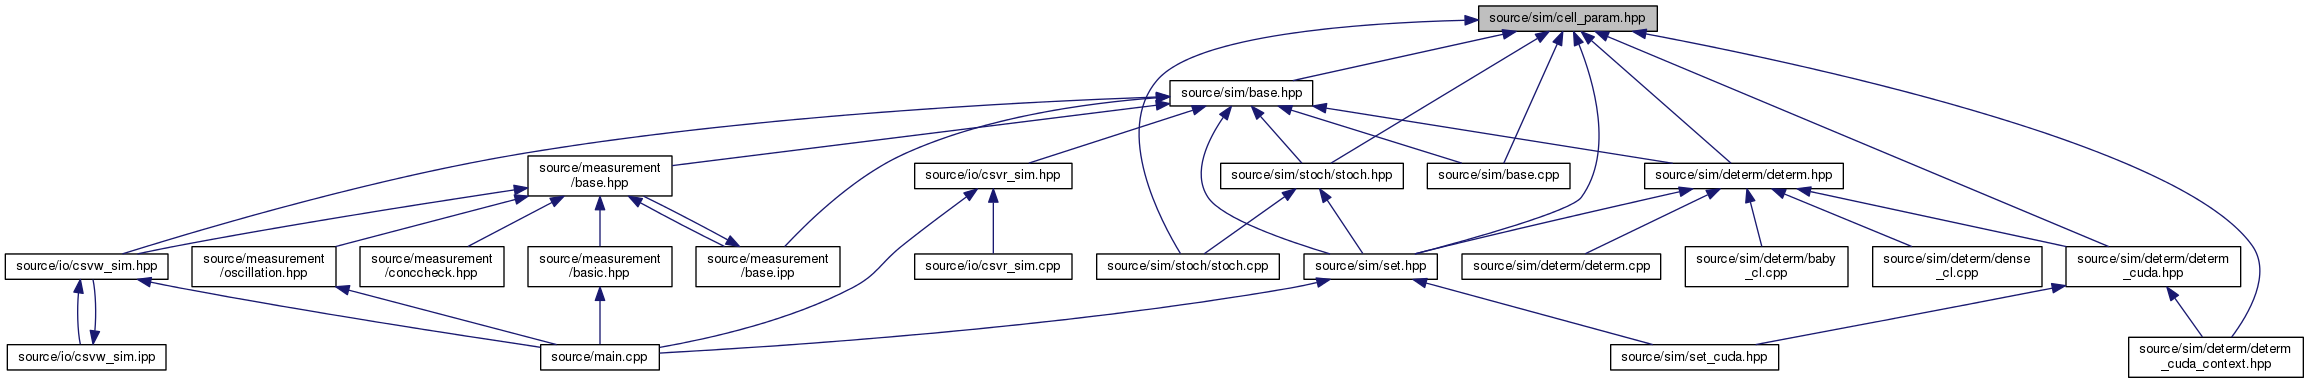 source/sim/cell_param.hpp
source/sim/base.hpp
source/measurement
/base.hpp
source/io/csvr_sim.hpp
source/sim/stoch/stoch.hpp
source/sim/base.cpp
source/sim/determ/determ.hpp
source/io/csvw_sim.hpp
source/measurement
/oscillation.hpp
source/measurement
/conccheck.hpp
source/measurement
/basic.hpp
source/measurement
/base.ipp
source/io/csvr_sim.cpp
source/sim/stoch/stoch.cpp
source/sim/set.hpp
source/sim/determ/determ.cpp
source/sim/determ/baby
_cl.cpp
source/sim/determ/dense
_cl.cpp
source/sim/determ/determ
_cuda.hpp
source/io/csvw_sim.ipp
source/main.cpp
source/sim/set_cuda.hpp
source/sim/determ/determ
_cuda_context.hpp